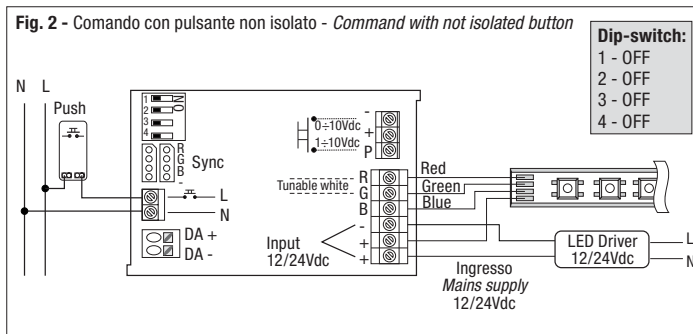 Fig. 2 - Comando con pulsante non isolato - Command with not isolated button
Dip-switch:
1 - OFF
2 - OFF
3 - OFF
4 - OFF
N L
Push
1
2
3
4
ON
R
G
B
-
Sync
L
N
DA +
DA -
0÷10Vdc
1÷10Vdc
-
+
P
Tunable white
R
G
B
-
+
+
Input
12/24Vdc
Red
Green
Blue
LED Driver
12/24Vdc
L
N
Ingresso
Mains supply
12/24Vdc